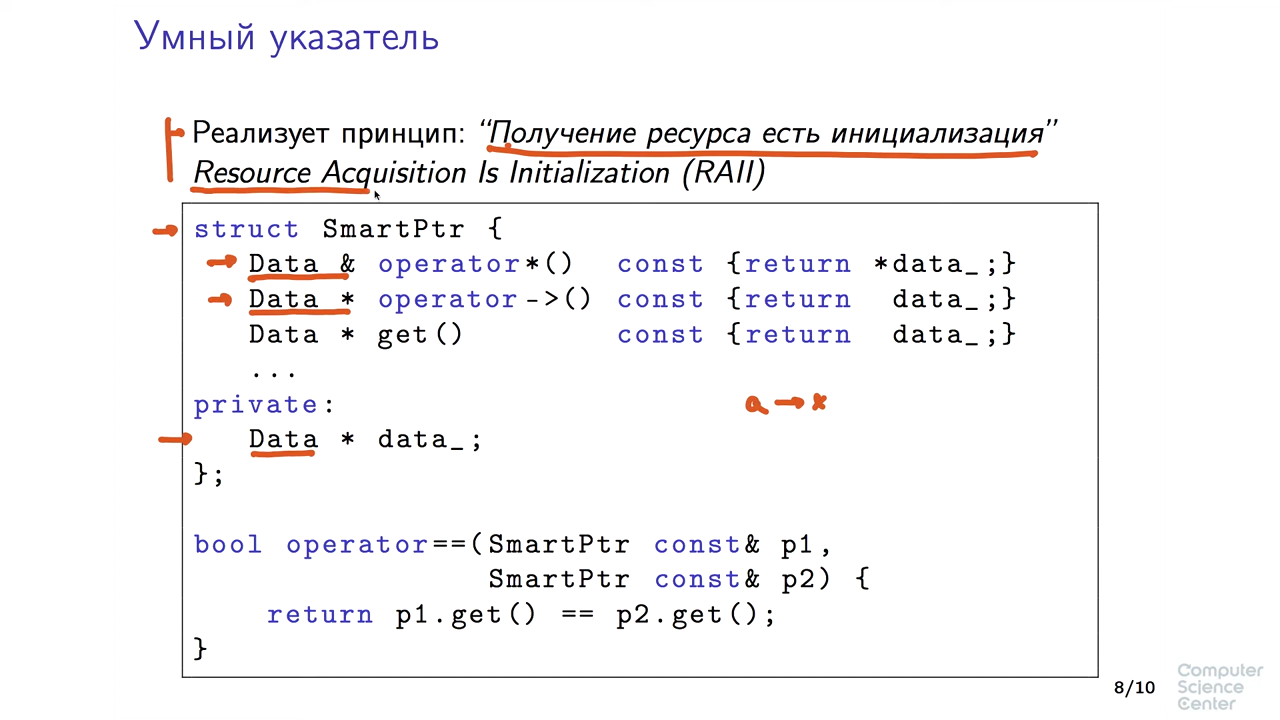 Умный указатель
Реализует принцип: “Получение ресурса есть инициализация”
Resource Acquisition Is Initialization (RAII)
struct SmartPtr {
Data & operator*() const {return *data_;}
Data * operator->() const {return data_;}
Data * get() const {return data_;}
...
private:
a → x
Data * data_;
};
bool operator==(SmartPtr const& p1,
SmartPtr const& p2) {
return p1.get() == p2.get();
}
8/10
Computer
Science
Center